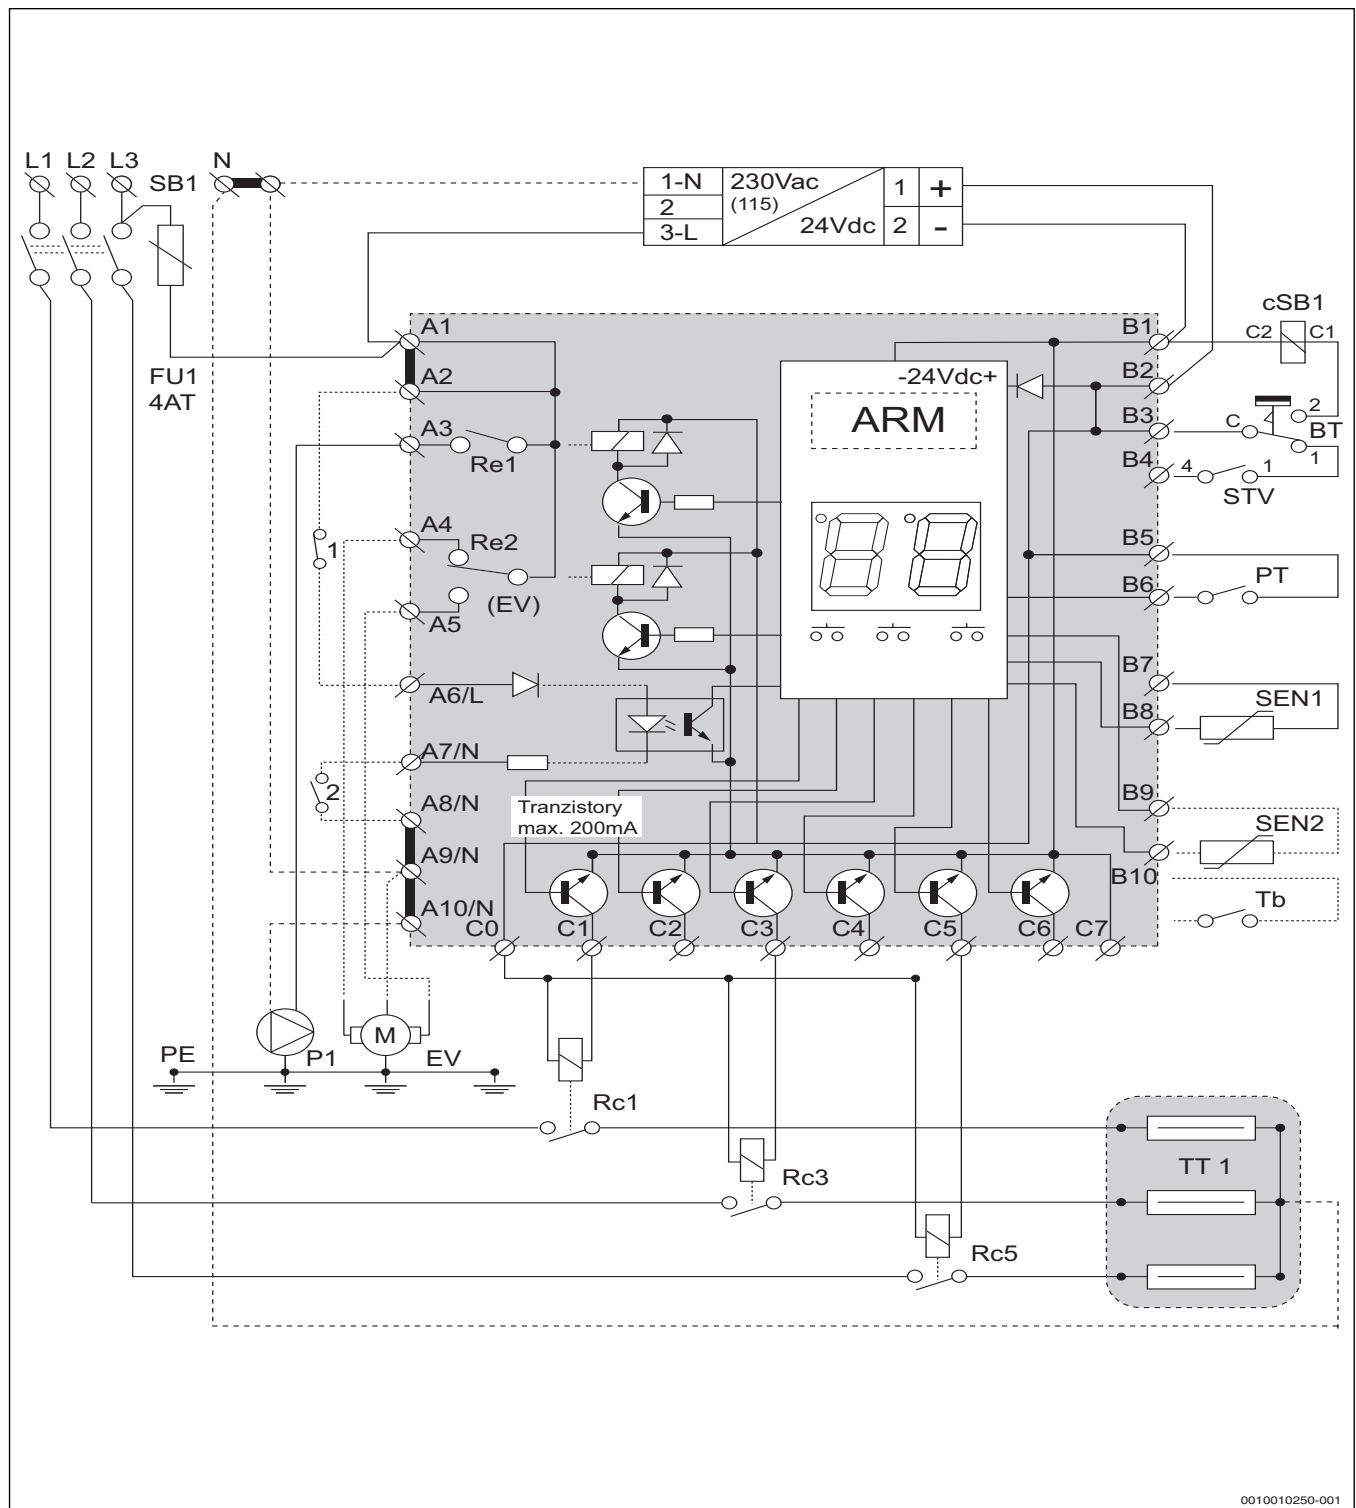 L1 L2 L3 SB1 N
1-N 230Vac 1 +
2 (115)
3-L 24Vdc 2 -
FU1
4AT
cSB1
C2 C1
A1 B1
A2 B2
-24Vdc+
ARM
A3 B3
Re1
C 2
BT
1
B4 4 1
STV
A4 B5
Re2
1
PT
(EV) B6
A5
A6/L B7
SEN1
B8
A7/N
2
Tranzistory
max. 200mA
A8/N B9
SEN2
A9/N B10
Tb
A10/N
C0 C1 C2 C3 C4 C5 C6 C7
M
PE P1 EV
Rc1
TT 1
Rc3
Rc5
0010010250-001